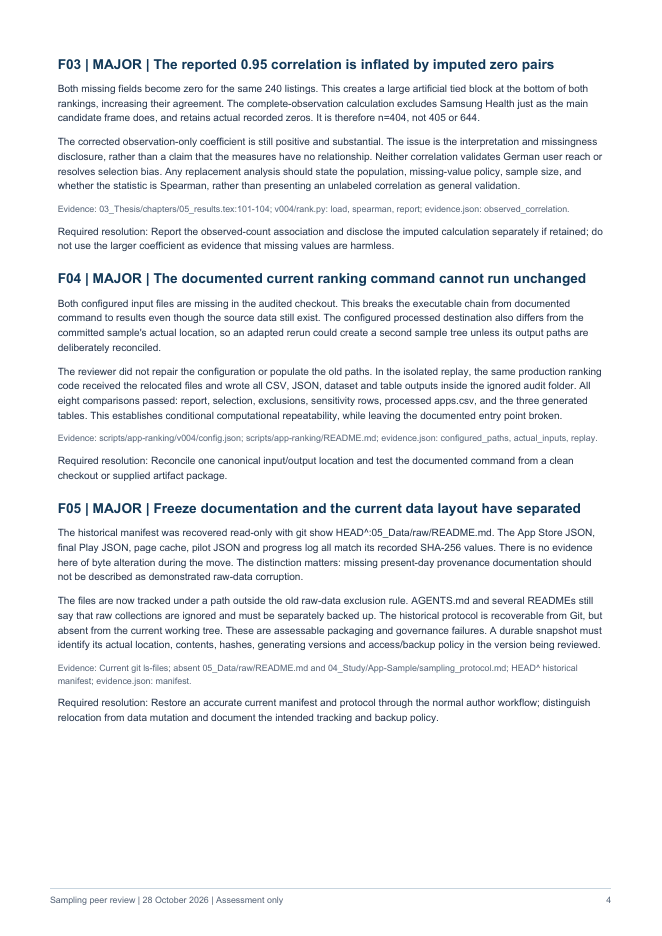 F03 | MAJOR | The reported 0.95 correlation is inflated by imputed zero pairs
Both missing fields become zero for the same 240 listings. This creates a large artificial tied block at the bottom of both
rankings, increasing their agreement. The complete-observation calculation excludes Samsung Health just as the main
candidate frame does, and retains actual recorded zeros. It is therefore n=404, not 405 or 644.
The corrected observation-only coefficient is still positive and substantial. The issue is the interpretation and missingness
disclosure, rather than a claim that the measures have no relationship. Neither correlation validates German user reach or
resolves selection bias. Any replacement analysis should state the population, missing-value policy, sample size, and
whether the statistic is Spearman, rather than presenting an unlabeled correlation as general validation.
Evidence: 03_Thesis/chapters/05_results.tex:101-104; v004/rank.py: load, spearman, report; evidence.json: observed_correlation.
Required resolution: Report the observed-count association and disclose the imputed calculation separately if retained; do
not use the larger coefficient as evidence that missing values are harmless.
F04 | MAJOR | The documented current ranking command cannot run unchanged
Both configured input files are missing in the audited checkout. This breaks the executable chain from documented
command to results even though the source data still exist. The configured processed destination also differs from the
committed sample's actual location, so an adapted rerun could create a second sample tree unless its output paths are
deliberately reconciled.
The reviewer did not repair the configuration or populate the old paths. In the isolated replay, the same production ranking
code received the relocated files and wrote all CSV, JSON, dataset and table outputs inside the ignored audit folder. All
eight comparisons passed: report, selection, exclusions, sensitivity rows, processed apps.csv, and the three generated
tables. This establishes conditional computational repeatability, while leaving the documented entry point broken.
Evidence: scripts/app-ranking/v004/config.json; scripts/app-ranking/README.md; evidence.json: configured_paths, actual_inputs, replay.
Required resolution: Reconcile one canonical input/output location and test the documented command from a clean
checkout or supplied artifact package.
F05 | MAJOR | Freeze documentation and the current data layout have separated
The historical manifest was recovered read-only with git show HEAD^:05_Data/raw/README.md. The App Store JSON,
final Play JSON, page cache, pilot JSON and progress log all match its recorded SHA-256 values. There is no evidence
here of byte alteration during the move. The distinction matters: missing present-day provenance documentation should
not be described as demonstrated raw-data corruption.
The files are now tracked under a path outside the old raw-data exclusion rule. AGENTS.md and several READMEs still
say that raw collections are ignored and must be separately backed up. The historical protocol is recoverable from Git, but
absent from the current working tree. These are assessable packaging and governance failures. A durable snapshot must
identify its actual location, contents, hashes, generating versions and access/backup policy in the version being reviewed.
Evidence: Current git ls-files; absent 05_Data/raw/README.md and 04_Study/App-Sample/sampling_protocol.md; HEAD^ historical
manifest; evidence.json: manifest.
Required resolution: Restore an accurate current manifest and protocol through the normal author workflow; distinguish
relocation from data mutation and document the intended tracking and backup policy.
Sampling peer review | 28 October 2026 | Assessment only
4